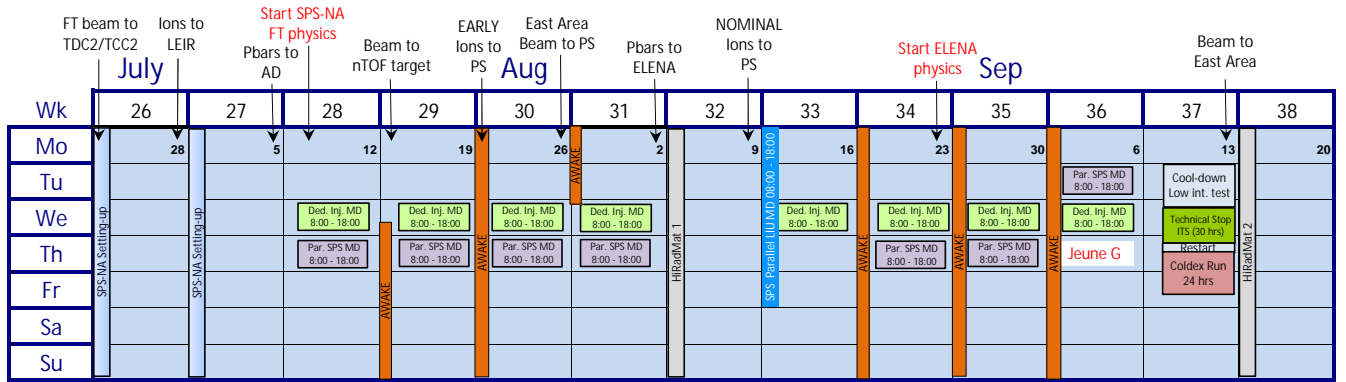 FT beam to
TDC2/TCC2
Ions to
LEIR
Start SPS-NA
FT physics
Pbars to
AD
Beam to
nTOF target
EARLY
Ions to
PS
East Area
Beam to PS
Pbars to
ELENA
NOMINAL
Ions to
PS
Start ELENA
physics
Beam to
East Area
July
Aug
Sep
Wk 26 27 28 29 30 31 32 33 34 35 36 37 38
Mo 28 5 12 19 26 2 9 16 23 30 6 13 20
Tu
We
Th
Fr
Sa
Su
SPS-NA Setting-up
SPS-NA Setting-up
Ded. Inj. MD
8:00 - 18:00
Par. SPS MD
8:00 - 18:00
AWAKE
Ded. Inj. MD
8:00 - 18:00
Par. SPS MD
8:00 - 18:00
AWAKE
Ded. Inj. MD
8:00 - 18:00
Par. SPS MD
8:00 - 18:00
AWAKE
Ded. Inj. MD
8:00 - 18:00
Par. SPS MD
8:00 - 18:00
HiRadMat 1
SPS Parallel LIU MD 08:00 - 18:00
Ded. Inj. MD
8:00 - 18:00
AWAKE
Ded. Inj. MD
8:00 - 18:00
Par. SPS MD
8:00 - 18:00
AWAKE
Ded. Inj. MD
8:00 - 18:00
Par. SPS MD
8:00 - 18:00
AWAKE
Par. SPS MD
8:00 - 18:00
Ded. Inj. MD
8:00 - 18:00
Jeune G
Cool-down
Low int. test
Technical Stop
ITS (30 hrs)
Restart
Coldex Run
24 hrs
HiRadMat 2